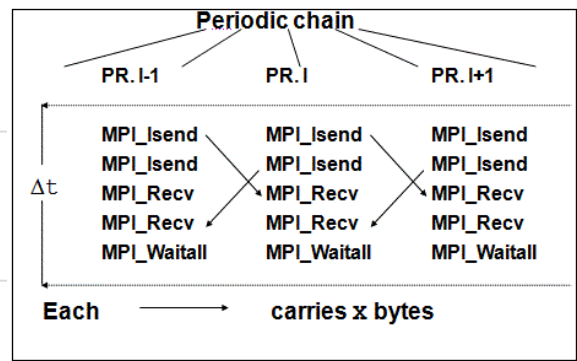 Periodic chain
PR. I-1 PR. I PR. I+1
MPI_Isend MPI_Isend MPI_Isend
MPI_Isend MPI_Isend MPI_Isend
Δt MPI_Recv MPI_Recv MPI_Recv
MPI_Recv MPI_Recv MPI_Recv
MPI_Waitall MPI_Waitall MPI_Waitall
Each carries x bytes